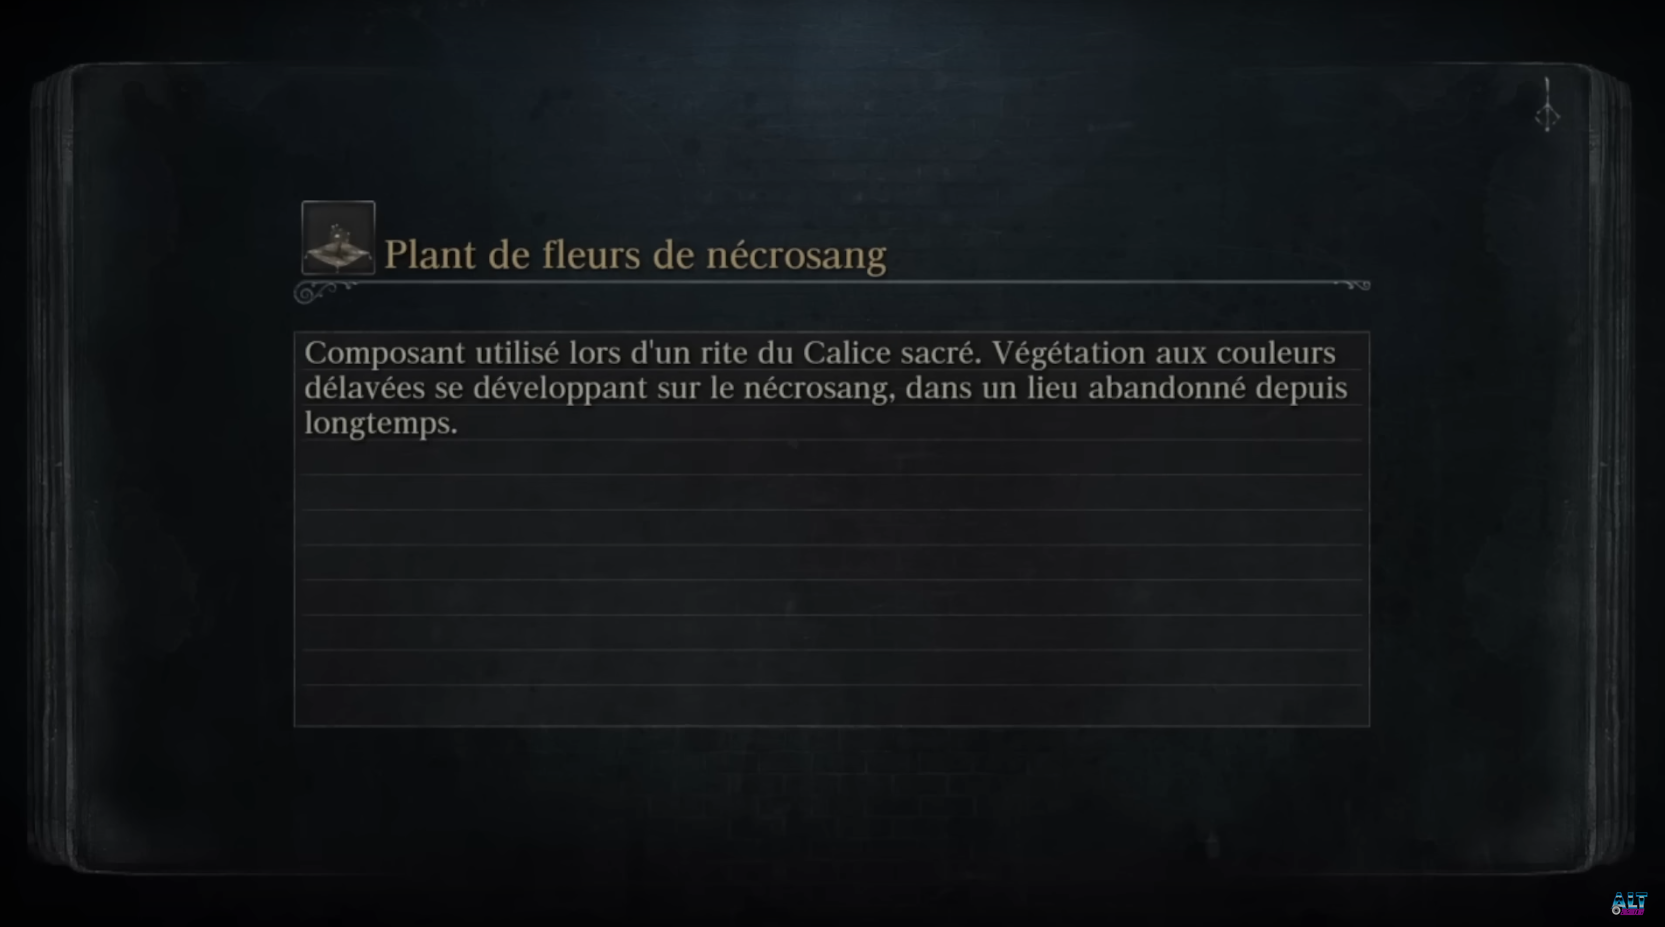 Plant de fleurs de nécrosang
Composant utilisé lors d'un rite du Calice sacré. Végétation aux couleurs
délavées se développant sur le nécrosang, dans un lieu abandonné depuis
longtemps.
ALT